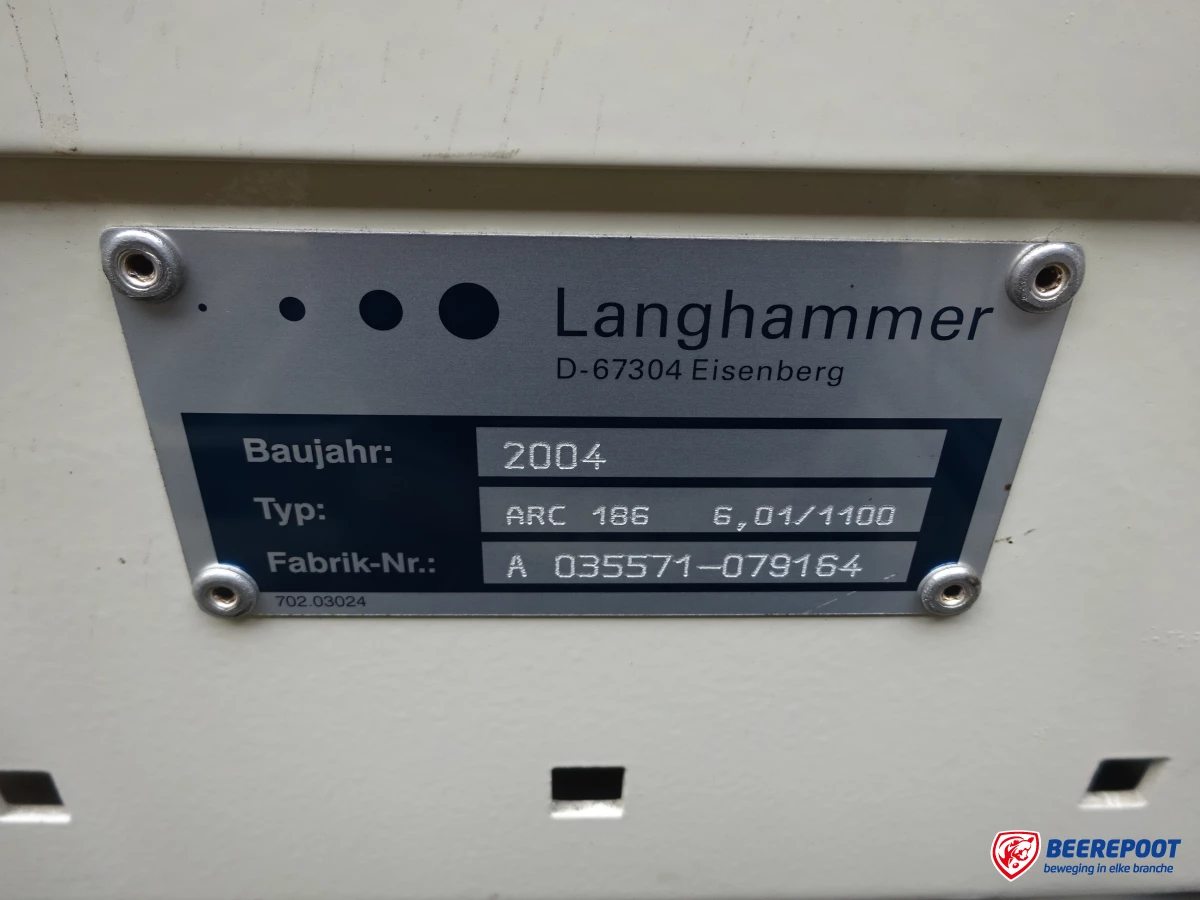 Langhammer
D-67304 Eisenberg
Baujahr: 2004
Typ: ARC 186 6,01/1100
Fabrik-Nr.: A 035571-079164
702.03024
BEEREPOOT
beweging in elke branche